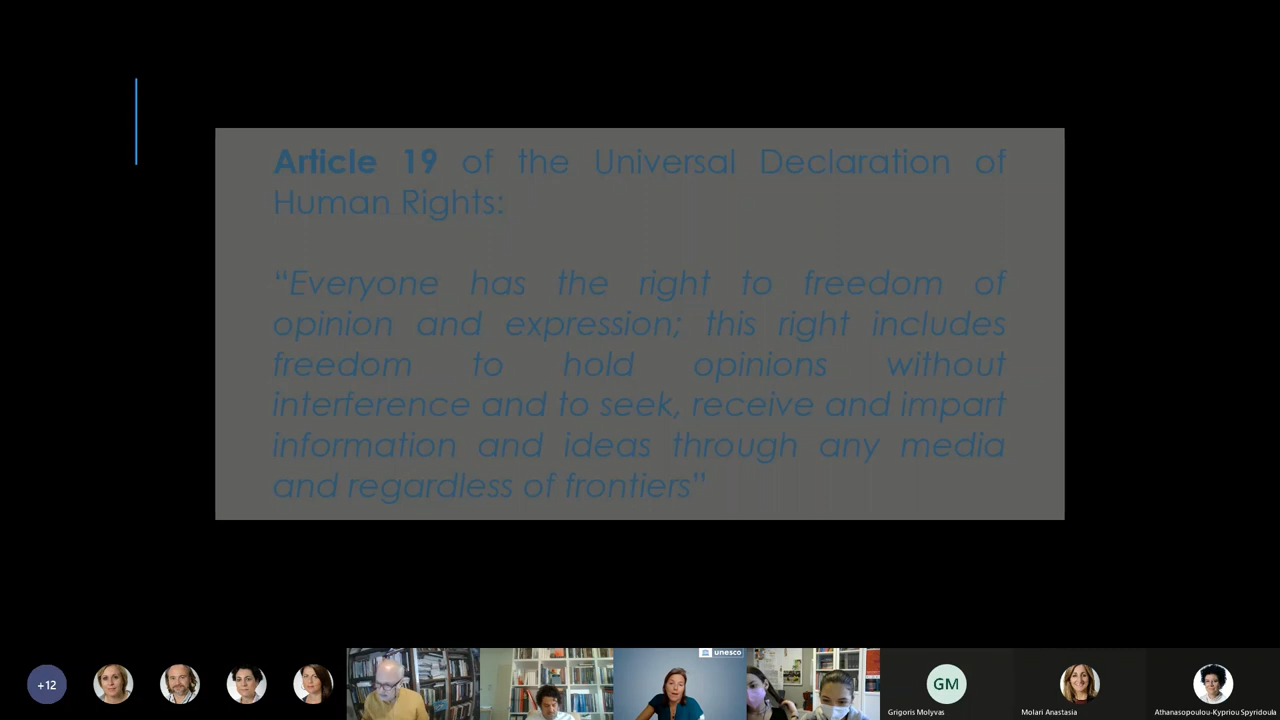 Article 19 of the Universal Declaration of
Human Rights:
“Everyone has the right to freedom of
opinion and expression; this right includes
freedom to hold opinions without
interference and to seek, receive and impart
information and ideas through any media
and regardless of frontiers”
+12
unesco
GM
Grigoris Molyvas
Molari Anastasia
Athanasopoulou-Kypriou Spyridoula